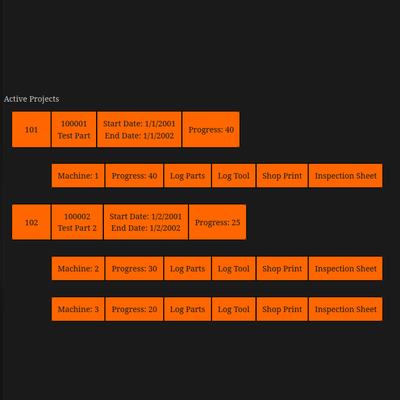 Active Projects
101 100001 Test Part Start Date: 1/1/2001 End Date: 1/1/2002 Progress: 40
Machine: 1 Progress: 40 Log Parts Log Tool Shop Print Inspection Sheet
102 100002 Test Part 2 Start Date: 1/2/2001 End Date: 1/2/2002 Progress: 25
Machine: 2 Progress: 30 Log Parts Log Tool Shop Print Inspection Sheet
Machine: 3 Progress: 20 Log Parts Log Tool Shop Print Inspection Sheet